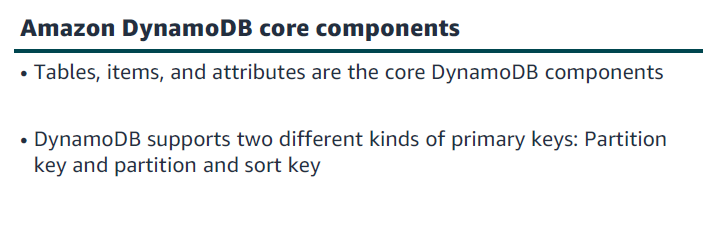 Amazon DynamoDB core components
• Tables, items, and attributes are the core DynamoDB components
• DynamoDB supports two different kinds of primary keys: Partition
key and partition and sort key